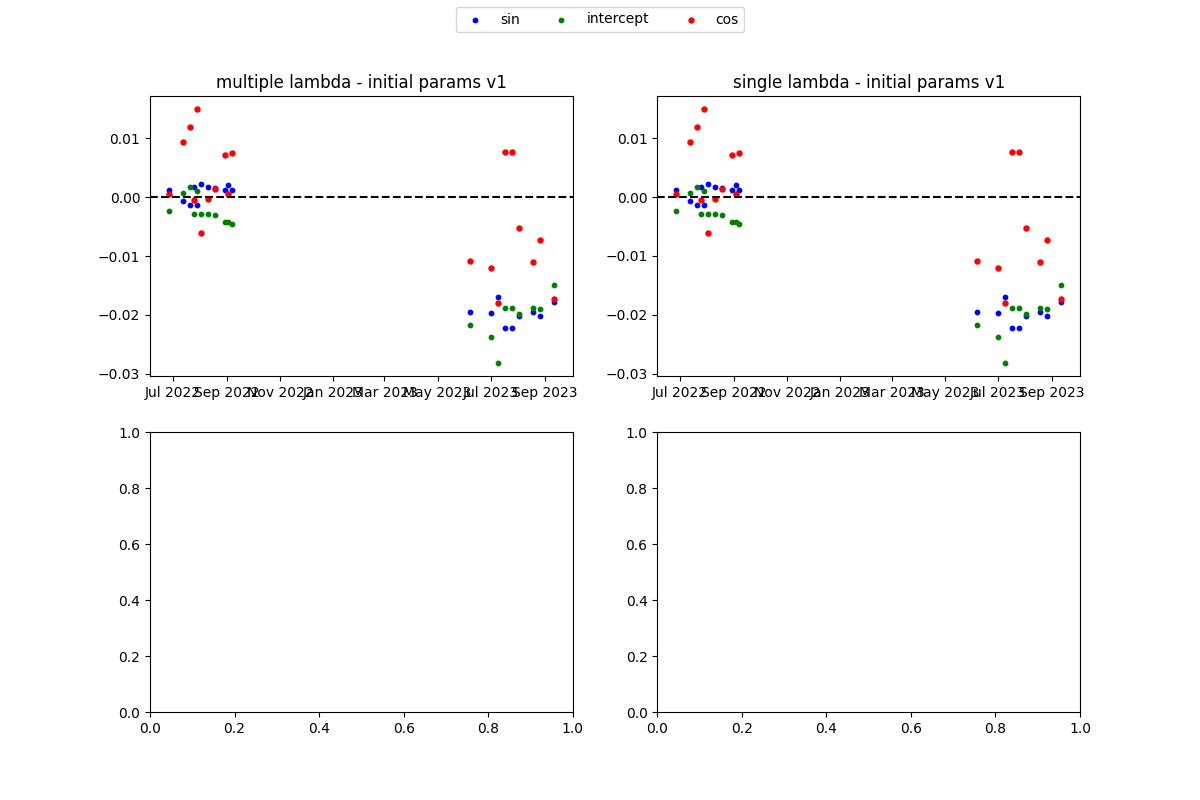 sin intercept cos
multiple lambda - initial params v1 single lambda - initial params v1
0.01 0.01
0.00 0.00
−0.01 −0.01
−0.02 −0.02
−0.03 −0.03
Jul 2022 Sep 2022 Nov 2022 Jan 2023 Mar 2023 May 2023 Jul 2023 Sep 2023 Jul 2022 Sep 2022 Nov 2022 Jan 2023 Mar 2023 May 2023 Jul 2023 Sep 2023
1.0 1.0
0.8 0.8
0.6 0.6
0.4 0.4
0.2 0.2
0.0 0.0
0.0 0.2 0.4 0.6 0.8 1.0 0.0 0.2 0.4 0.6 0.8 1.0